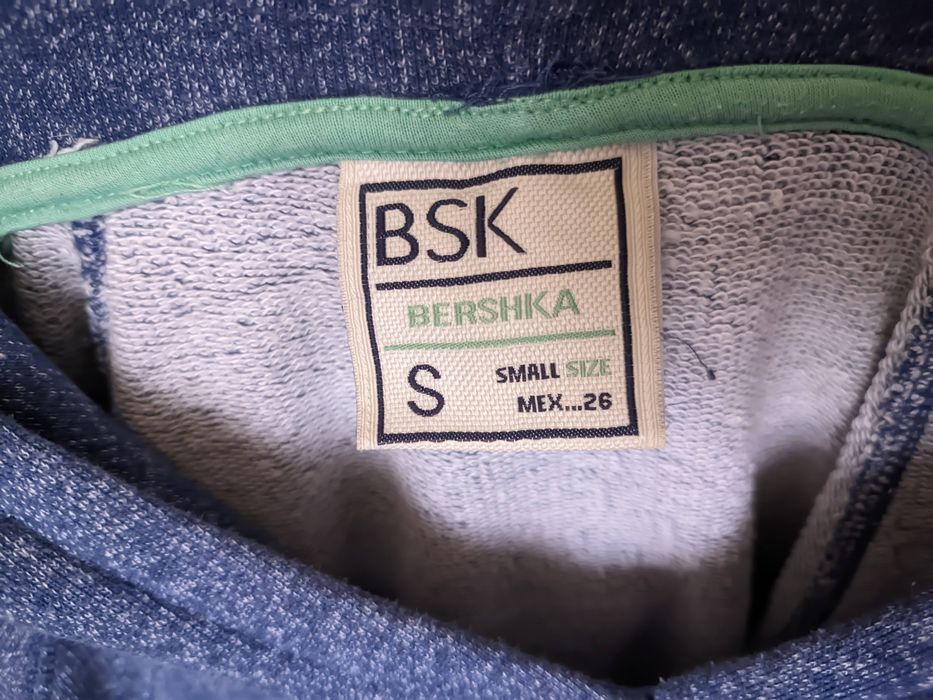 BSK
BERSHKA
S
SMALL SIZE
MEX...26